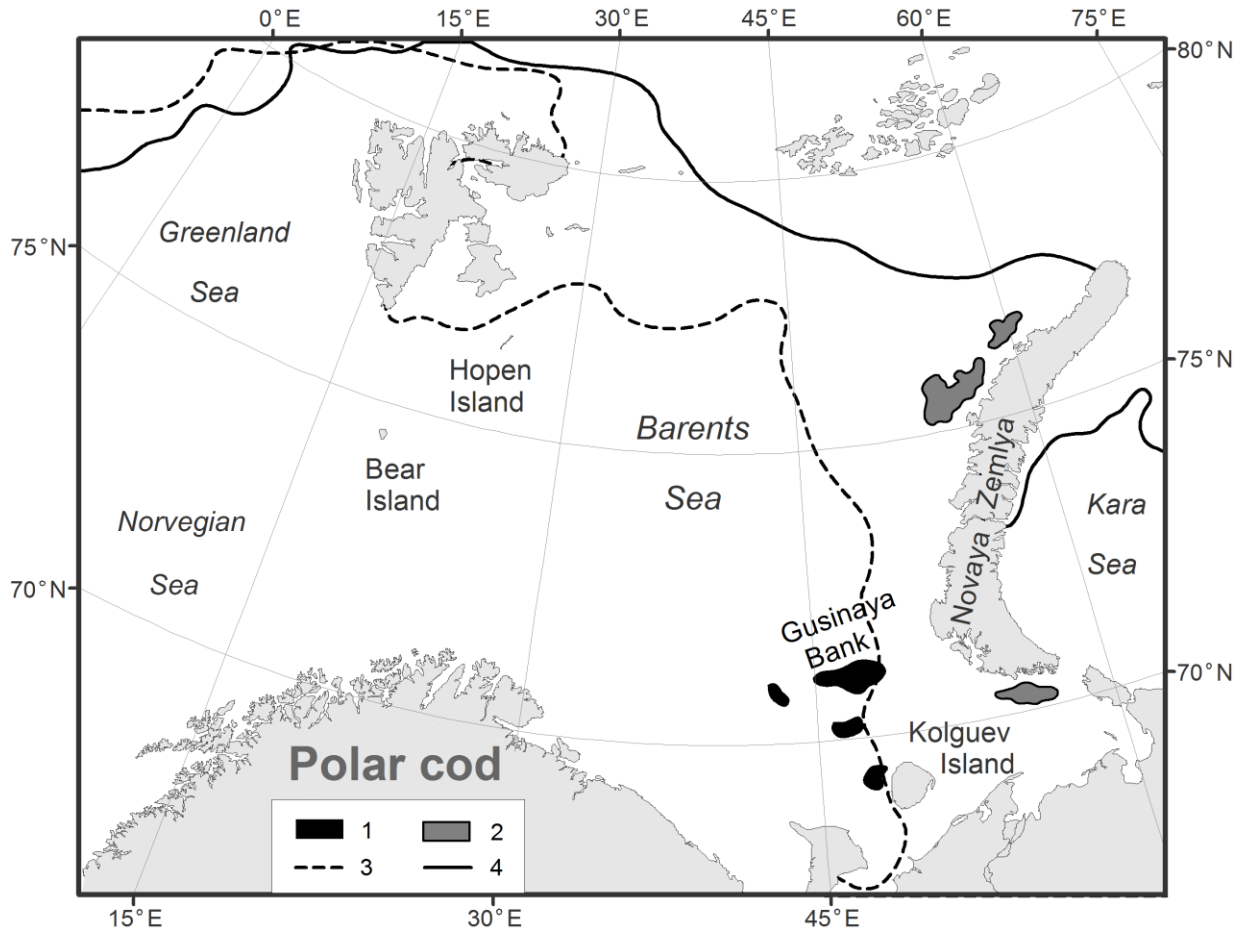 0°E 15°E 30°E 45°E 60°E 75°E
80°N
Greenland
Sea
75°N
Hopen
Island
75°N
Barents
Sea
Bear
Island
Novaya Zemlya
Kara
Sea
Norwegian
Sea
70°N
Gusinaya
Bank
70°N
Kolguev
Island
Polar cod
1 2
3 4
15°E 30°E 45°E